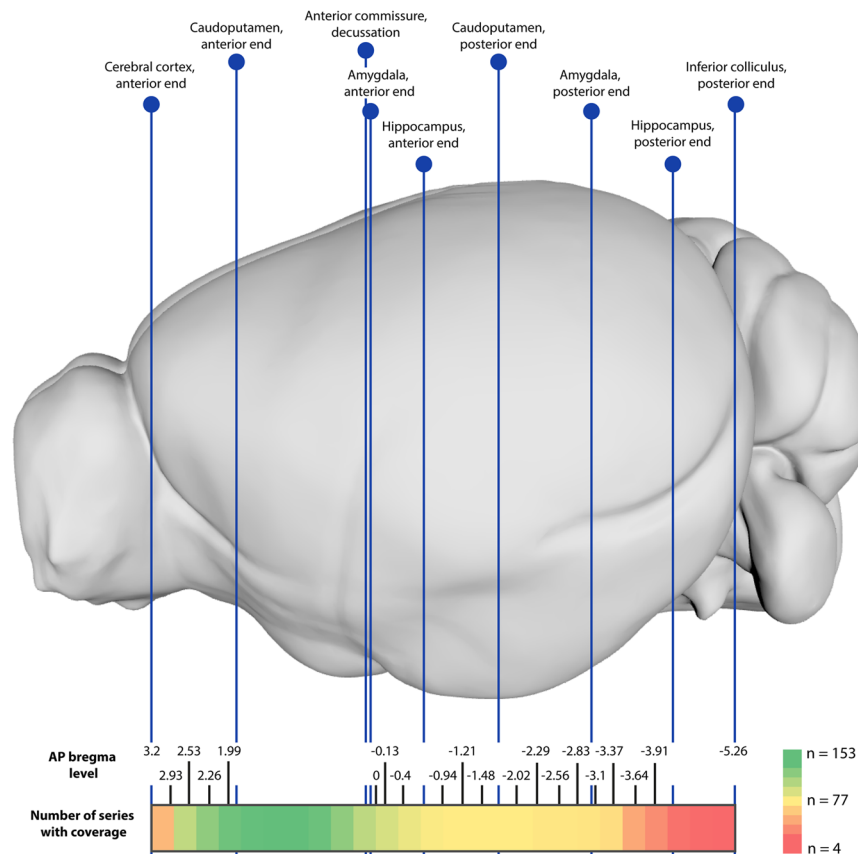 Anterior commissure,
decussation
Caudoputamen,
anterior end
Caudoputamen,
posterior end
Cerebral cortex,
anterior end
Amygdala,
anterior end
Amygdala,
posterior end
Inferior colliculus,
posterior end
Hippocampus,
anterior end
Hippocampus,
posterior end
AP bregma
level
3.2 2.53 1.99 -0.13 -1.21 -2.29 -2.83 -3.37 -3.91 -5.26
2.93 2.26 0 -0.4 -0.94 -1.48 -2.02 -2.56 -3.1 -3.64
Number of series
with coverage
n = 153
n = 77
n = 4